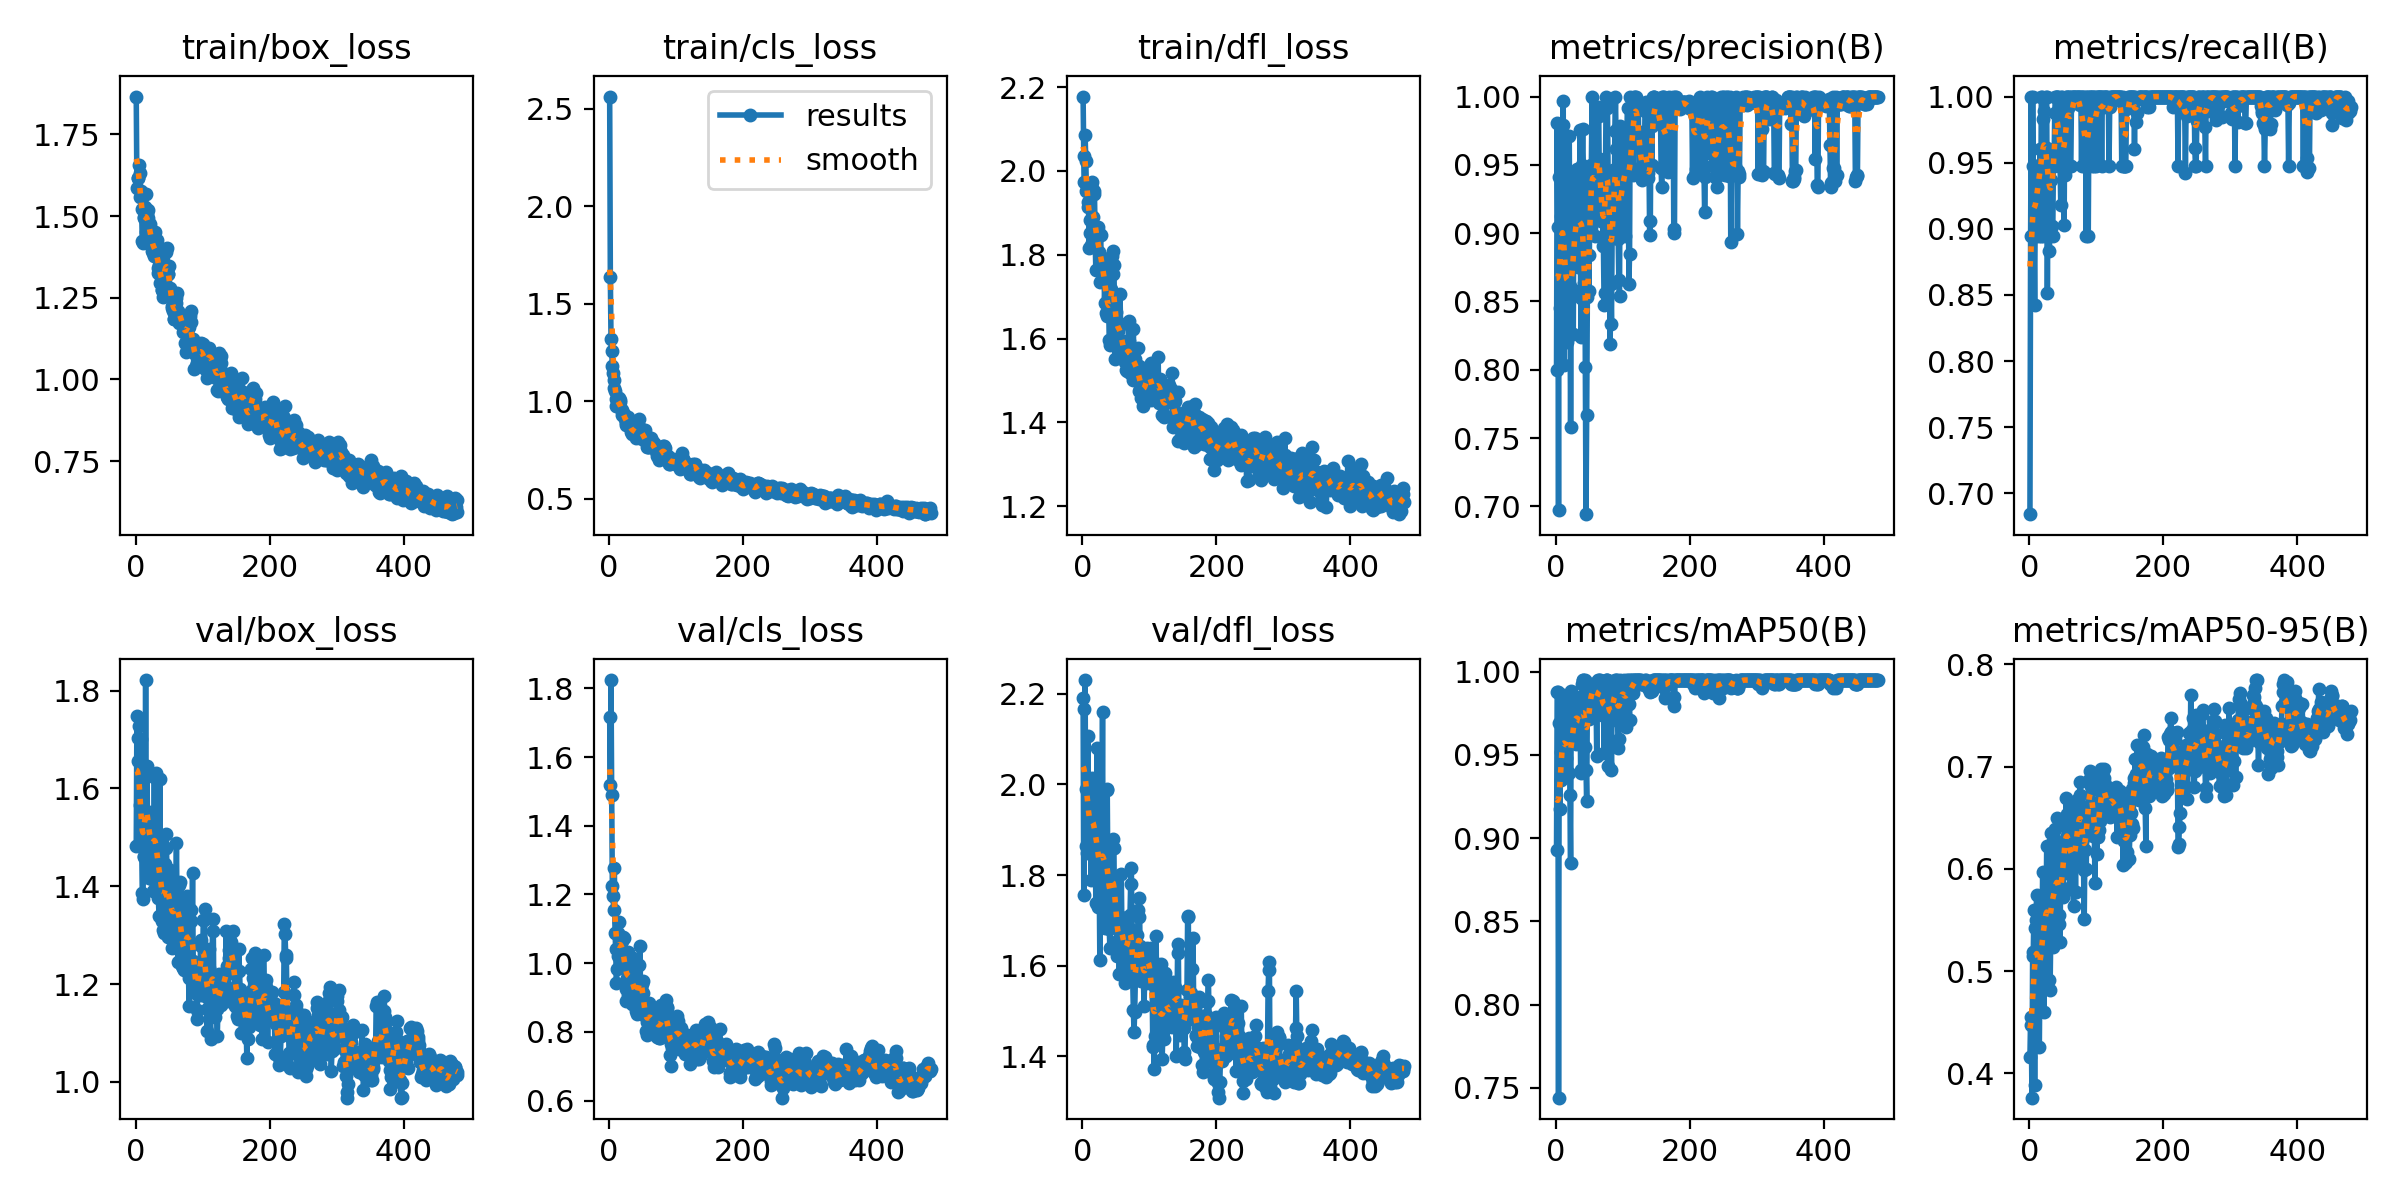 train/box_loss
1.75
1.50
1.25
1.00
0.75
0 200 400
train/cls_loss
results
smooth
2.5
2.0
1.5
1.0
0.5
0 200 400
train/dfl_loss
2.2
2.0
1.8
1.6
1.4
1.2
0 200 400
metrics/precision(B)
1.00
0.95
0.90
0.85
0.80
0.75
0.70
0 200 400
metrics/recall(B)
1.00
0.95
0.90
0.85
0.80
0.75
0.70
0 200 400
val/box_loss
1.8
1.6
1.4
1.2
1.0
0 200 400
val/cls_loss
1.8
1.6
1.4
1.2
1.0
0.8
0.6
0 200 400
val/dfl_loss
2.2
2.0
1.8
1.6
1.4
0 200 400
metrics/mAP50(B)
1.00
0.95
0.90
0.85
0.80
0.75
0 200 400
metrics/mAP50-95(B)
0.8
0.7
0.6
0.5
0.4
0 200 400